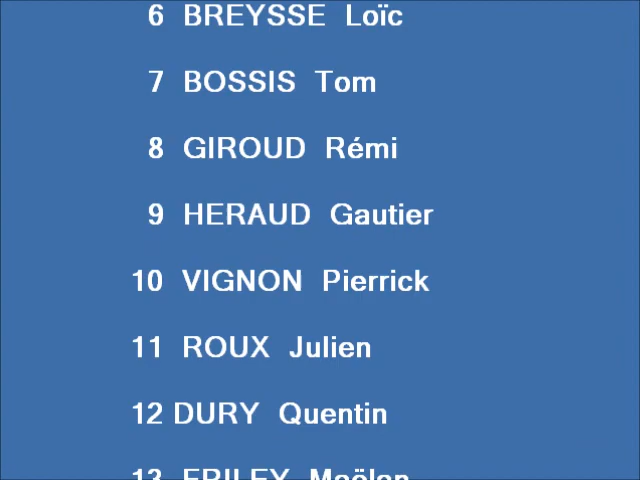 6 BREYSSE Loïc
7 BOSSIS Tom
8 GIROUD Rémi
9 HERAUD Gautier
10 VIGNON Pierrick
11 ROUX Julien
12 DURY Quentin
13